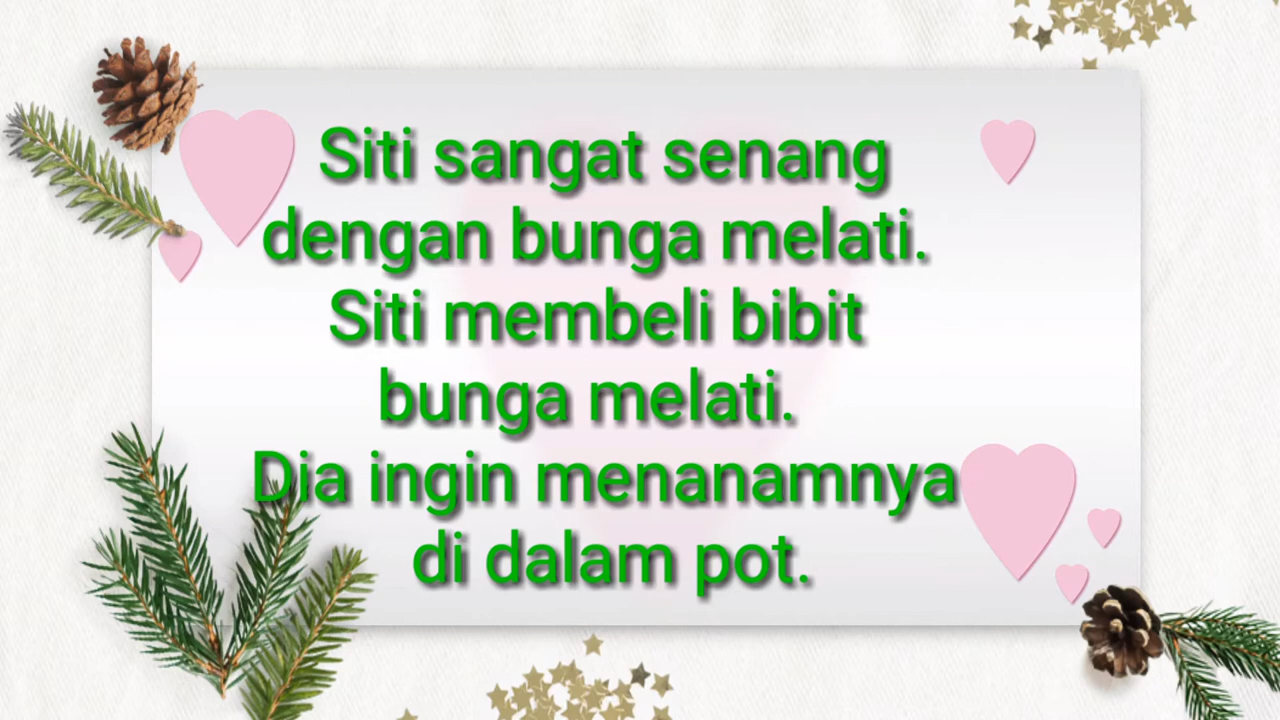 Siti sangat senang
dengan bunga melati.
Siti membeli bibit
bunga melati.
Dia ingin menanamnya
di dalam pot.